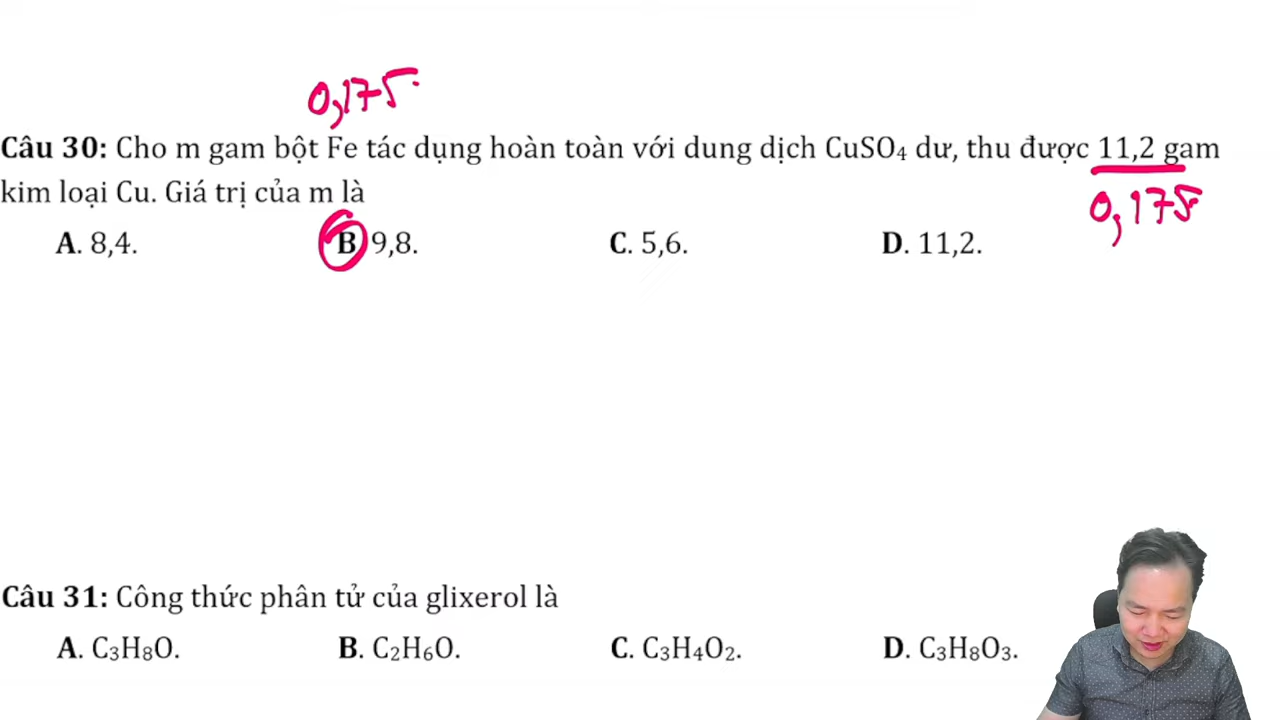 0,175
Câu 30: Cho m gam bột Fe tác dụng hoàn toàn với dung dịch CuSO₄ dư, thu được 11,2 gam
kim loại Cu. Giá trị của m là
0,175
A. 8,4. B 9,8. C. 5,6. D. 11,2.
Câu 31: Công thức phân tử của glixerol là
A. C₃H₈O. B. C₂H₆O. C. C₃H₄O₂. D. C₃H₈O₃.